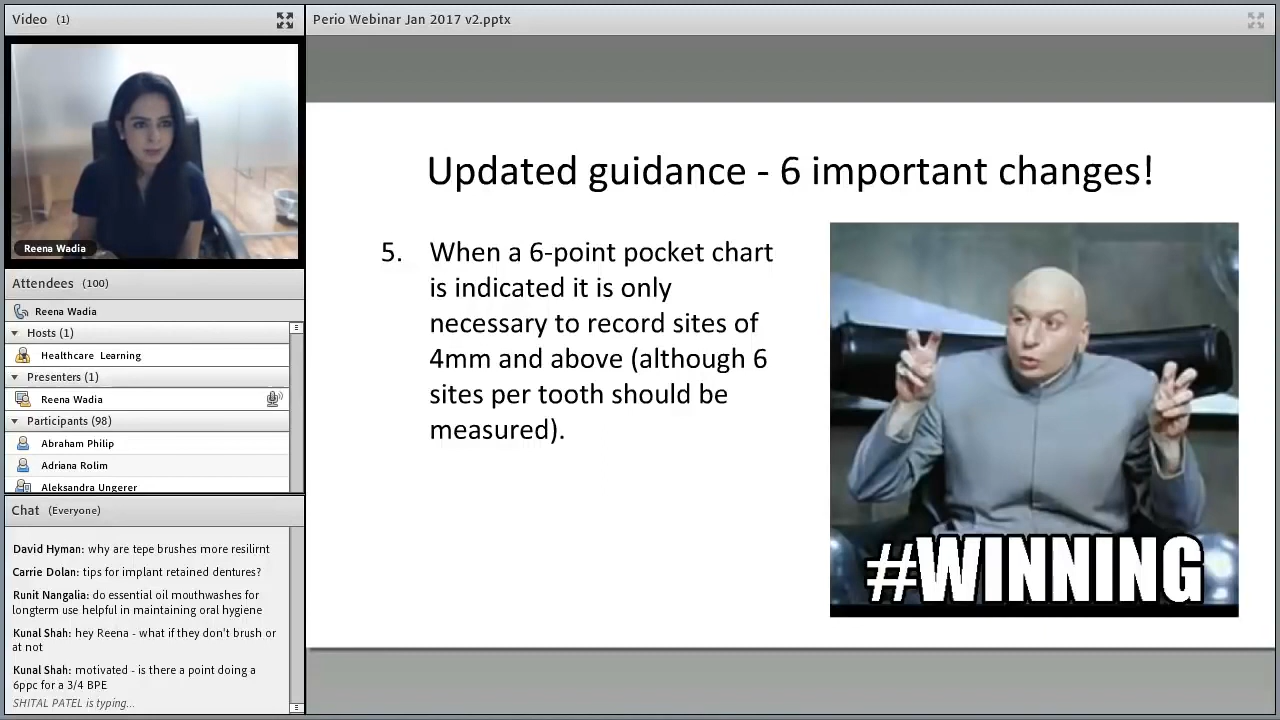 Video (1)
Perio Webinar Jan 2017 v2.pptx
Reena Wadia
Attendees (100)
Reena Wadia
Hosts (1)
Healthcare Learning
Presenters (1)
Reena Wadia
Participants (98)
Abraham Philip
Adriana Rolim
Aleksandra Ungerer
Chat (Everyone)
David Hyman: why are tepe brushes more resilirnt
Carrie Dolan: tips for implant retained dentures?
Runit Nangalia: do essential oil mouthwashes for
longterm use helpful in maintaining oral hygiene
Kunal Shah: hey Reena - what if they don't brush or
at not
Kunal Shah: motivated - is there a point doing a
6ppc for a 3/4 BPE
SHITAL PATEL is typing...
Updated guidance - 6 important changes!
5. When a 6-point pocket chart
is indicated it is only
necessary to record sites of
4mm and above (although 6
sites per tooth should be
measured).
#WINNING